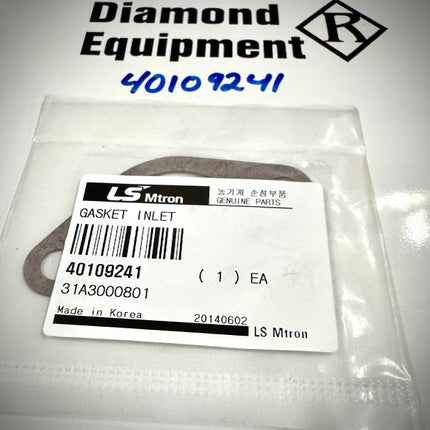 Diamond
Equipment
R
40109241
LS Mtron
농기계 순정부품
GENUINE PARTS
GASKET INLET
40109241 ( 1 ) EA
31A3000801
Made in Korea 20140602
LS Mtron